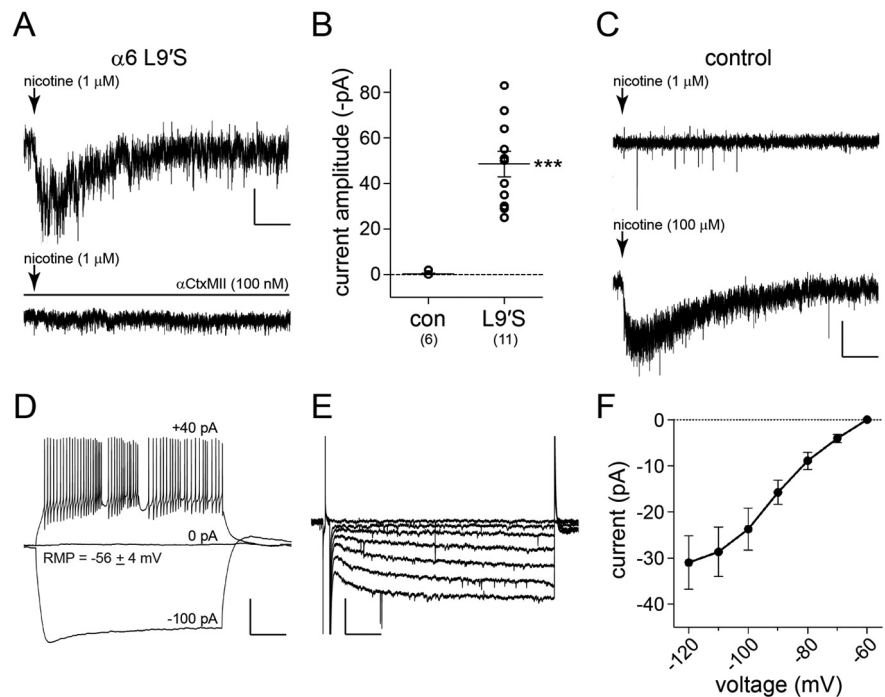 A
α6 L9′S
nicotine (1 μM)
nicotine (1 μM)
αCtxMII (100 nM)
B
current amplitude (-pA)
80
60
40
20
0
***
con
(6)
L9′S
(11)
C
control
nicotine (1 μM)
nicotine (100 μM)
D
+40 pA
0 pA
RMP = -56 ± 4 mV
-100 pA
E
F
current (pA)
0
-10
-20
-30
-40
-120
-100
-80
-60
voltage (mV)